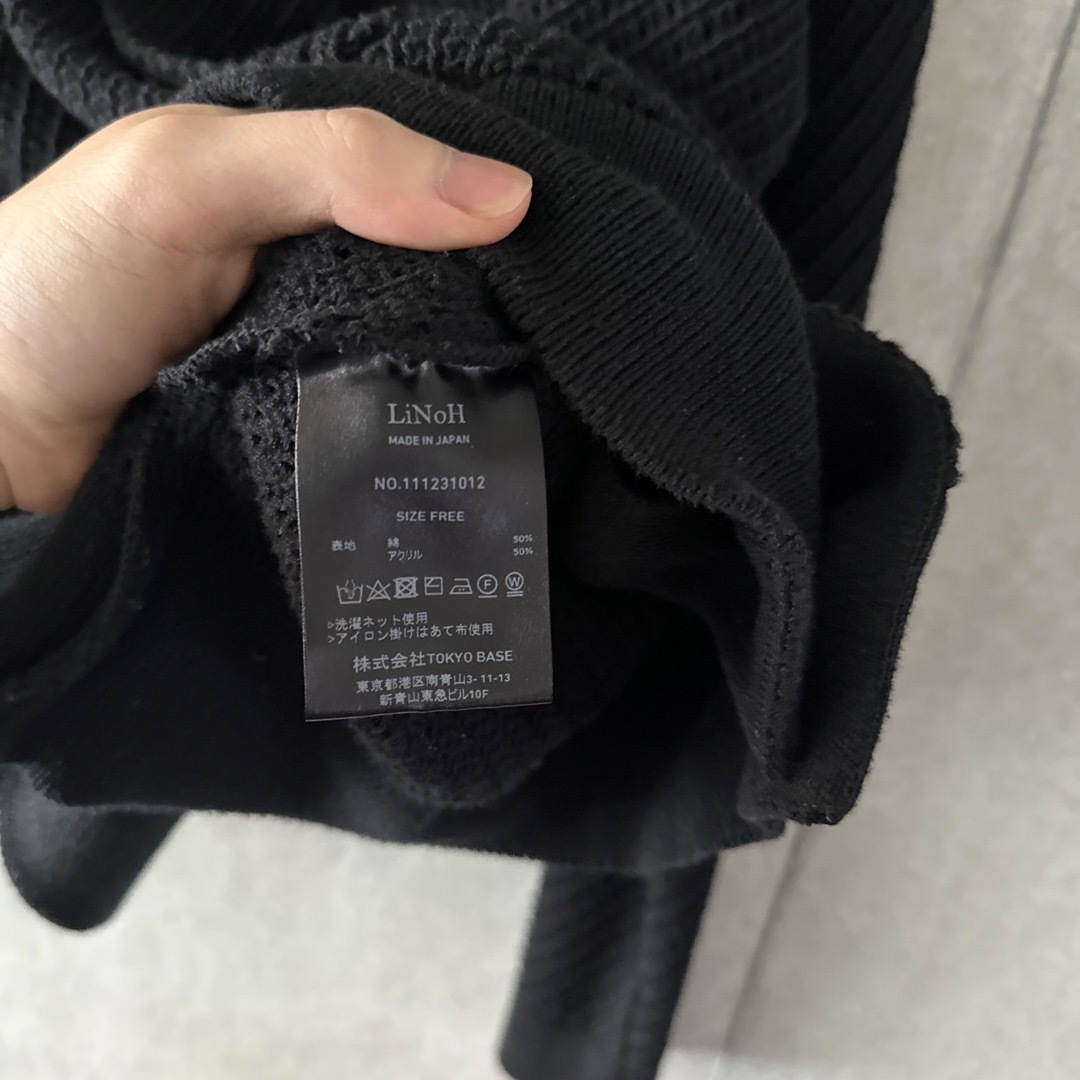 LiNoH
MADE IN JAPAN
NO.111231012
SIZE FREE
表地 綿 50%
アクリル 50%
F W
▷洗濯ネット使用
▷アイロン掛けはあて布使用
株式会社TOKYO BASE
東京都港区南青山3-11-13
新青山東急ビル10F